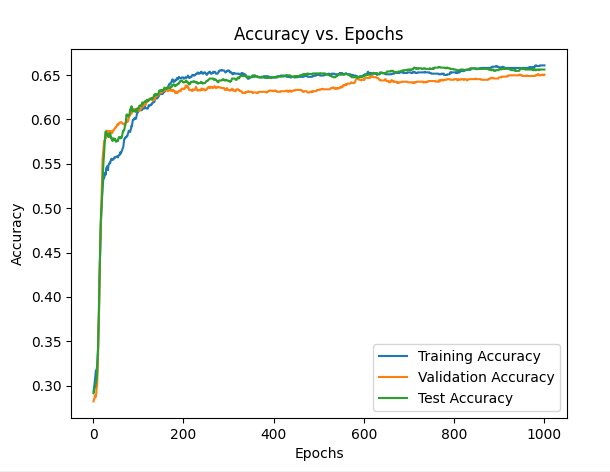 Accuracy vs. Epochs
Accuracy
0.65
0.60
0.55
0.50
0.45
0.40
0.35
0.30
Training Accuracy
Validation Accuracy
Test Accuracy
0 200 400 600 800 1000
Epochs